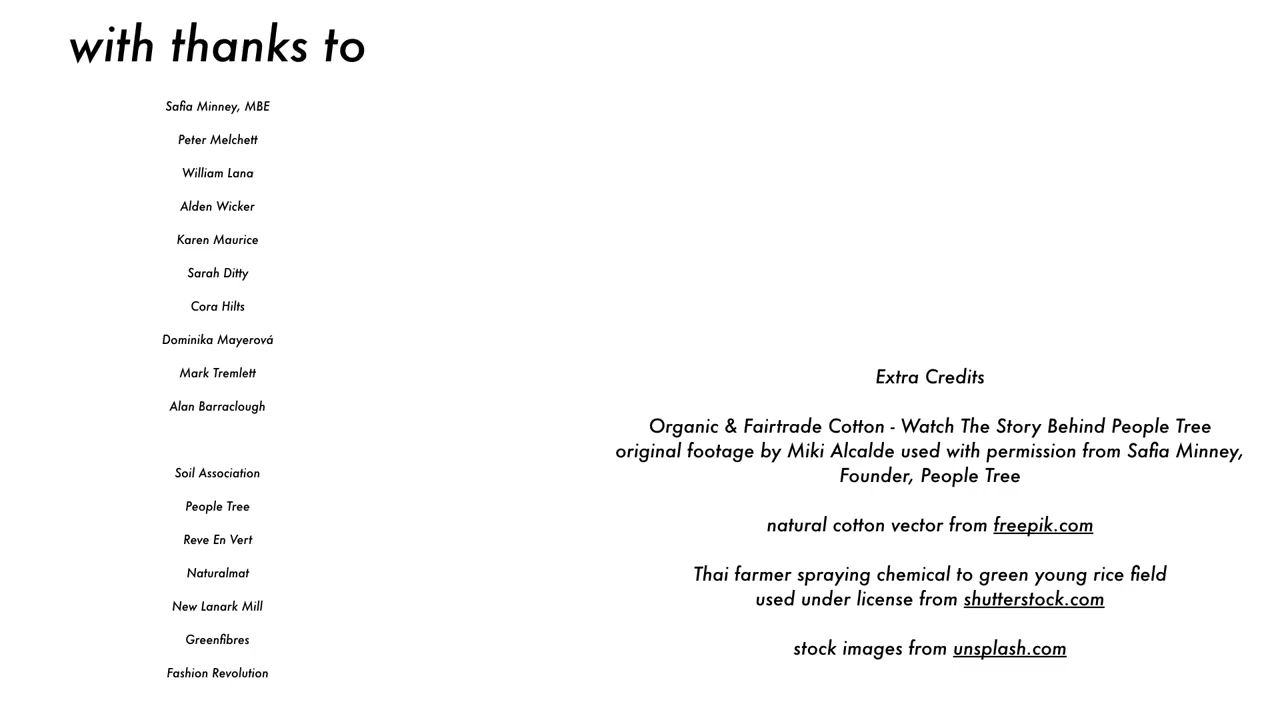 with thanks to
Safia Minney, MBE
Peter Melchett
William Lana
Alden Wicker
Karen Maurice
Sarah Ditty
Cora Hilts
Dominika Mayerová
Mark Tremlett
Alan Barraclough
Soil Association
People Tree
Reve En Vert
Naturalmat
New Lanark Mill
Greenfibres
Fashion Revolution
Extra Credits
Organic & Fairtrade Cotton - Watch The Story Behind People Tree
original footage by Miki Alcalde used with permission from Safia Minney,
Founder, People Tree
natural cotton vector from freepik.com
Thai farmer spraying chemical to green young rice field
used under license from shutterstock.com
stock images from unsplash.com